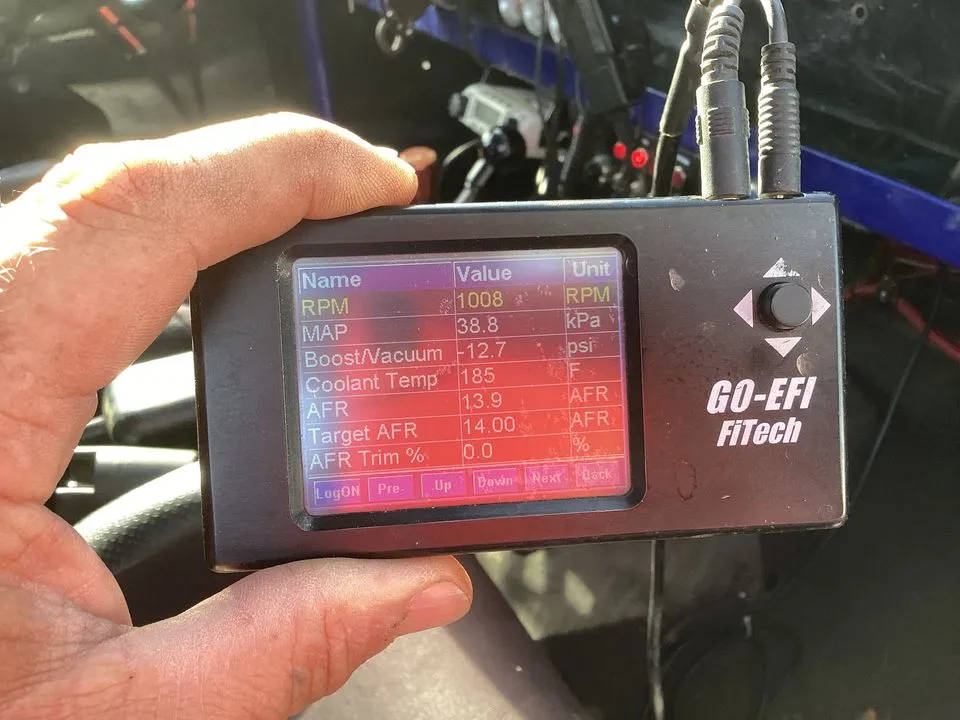 Name Value Unit
RPM 1008 RPM
MAP 38.8 kPa
Boost/Vacuum -12.7 psi
Coolant Temp 185 F
AFR 13.9 AFR
Target AFR 14.00 AFR
AFR Trim % 0.0 %
LogON Pre- Up Down Next Back
GO-EFI
FiTech